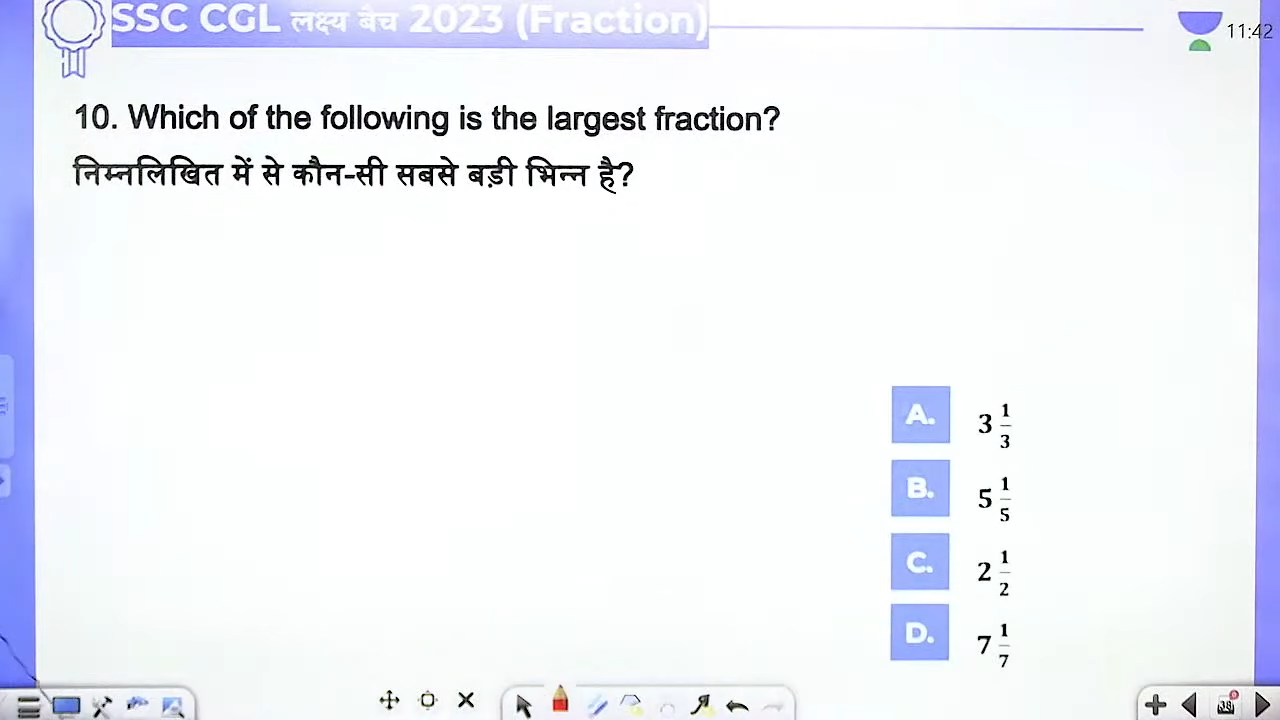 SSC CGL लक्ष्य बैच 2023 (Fraction)
11:42
10. Which of the following is the largest fraction?
निम्नलिखित में से कौन-सी सबसे बड़ी भिन्न है?
A. 3 1/3
B. 5 1/5
C. 2 1/2
D. 7 1/7
18